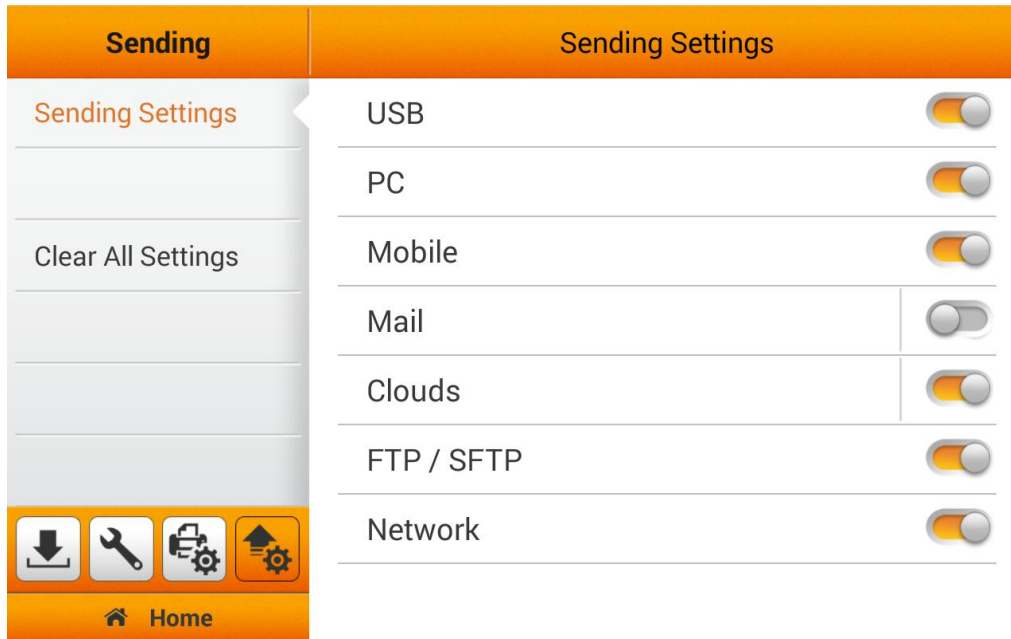 Sending
Sending Settings
Sending Settings
Clear All Settings
Home
USB
PC
Mobile
Mail
Clouds
FTP / SFTP
Network